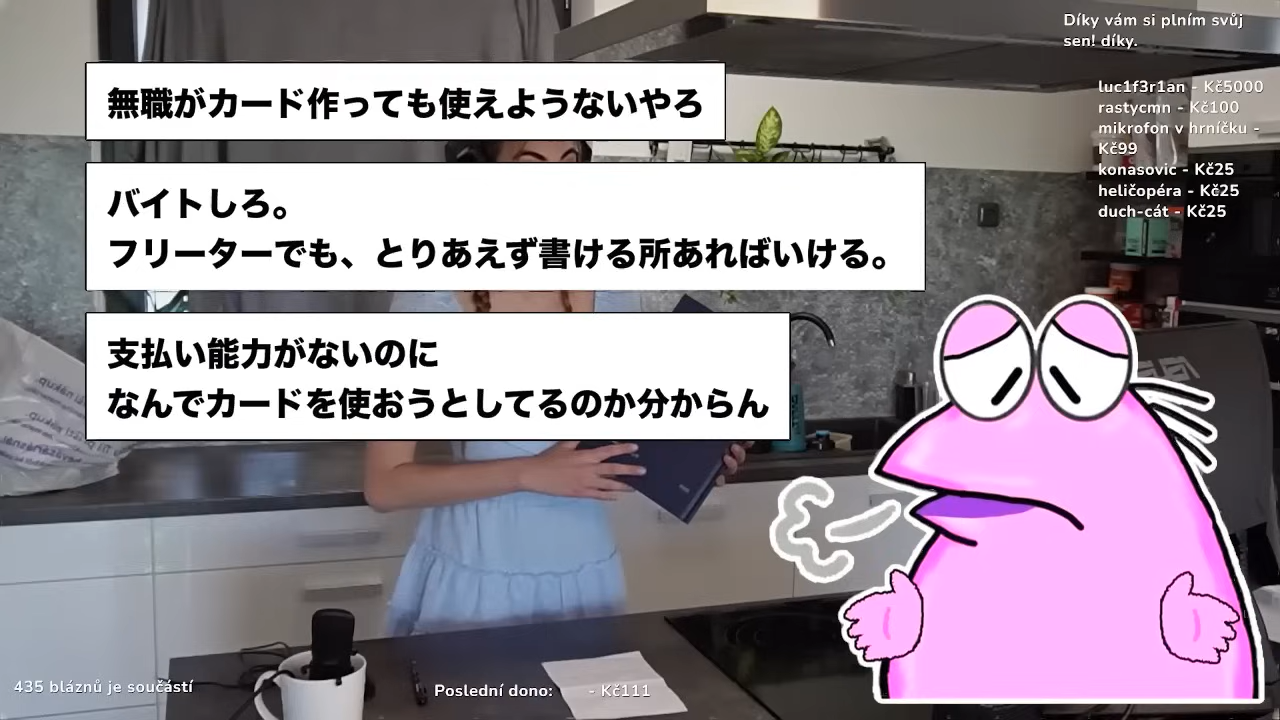 Díky vám si plním svůj
sen! díky.
無職がカード作っても使えようないやろ
luc1f3r1an - Kč5000
rastycmn - Kč100
mikrofon v hrníčku -
Kč99
konasovic - Kč25
heličopéra - Kč25
duch-cát - Kč25
バイトしろ。
フリーターでも、とりあえず書ける所あればいける。
支払い能力がないのに
なんでカードを使おうとしてるのか分からん
435 bláznů je součástí
Poslední dono: - Kč111